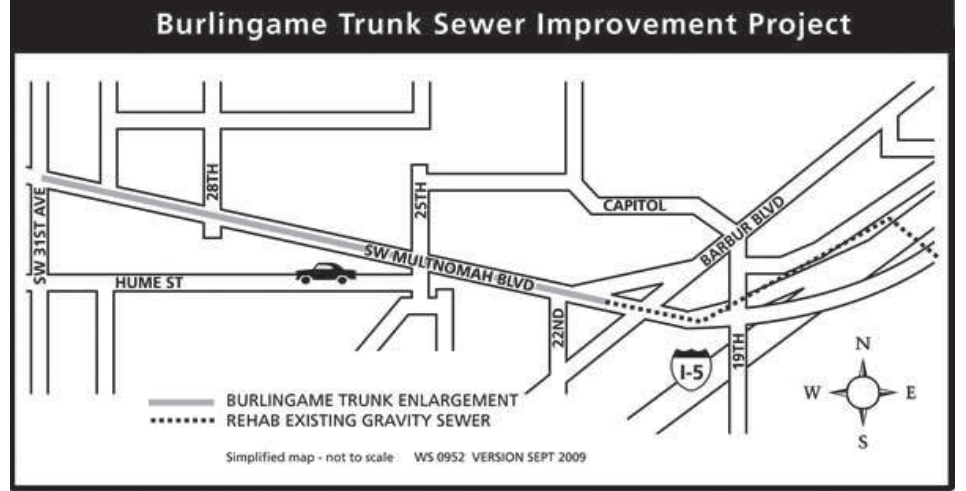 Burlingame Trunk Sewer Improvement Project
SW 31ST AVE
28TH
25TH
CAPITOL
BARBUR BLVD
SW MULTNOMAH BLVD
HUME ST
22ND
19TH
I-5
N
W
E
S
BURLINGAME TRUNK ENLARGEMENT
REHAB EXISTING GRAVITY SEWER
Simplified map - not to scale WS 0952 VERSION SEPT 2009